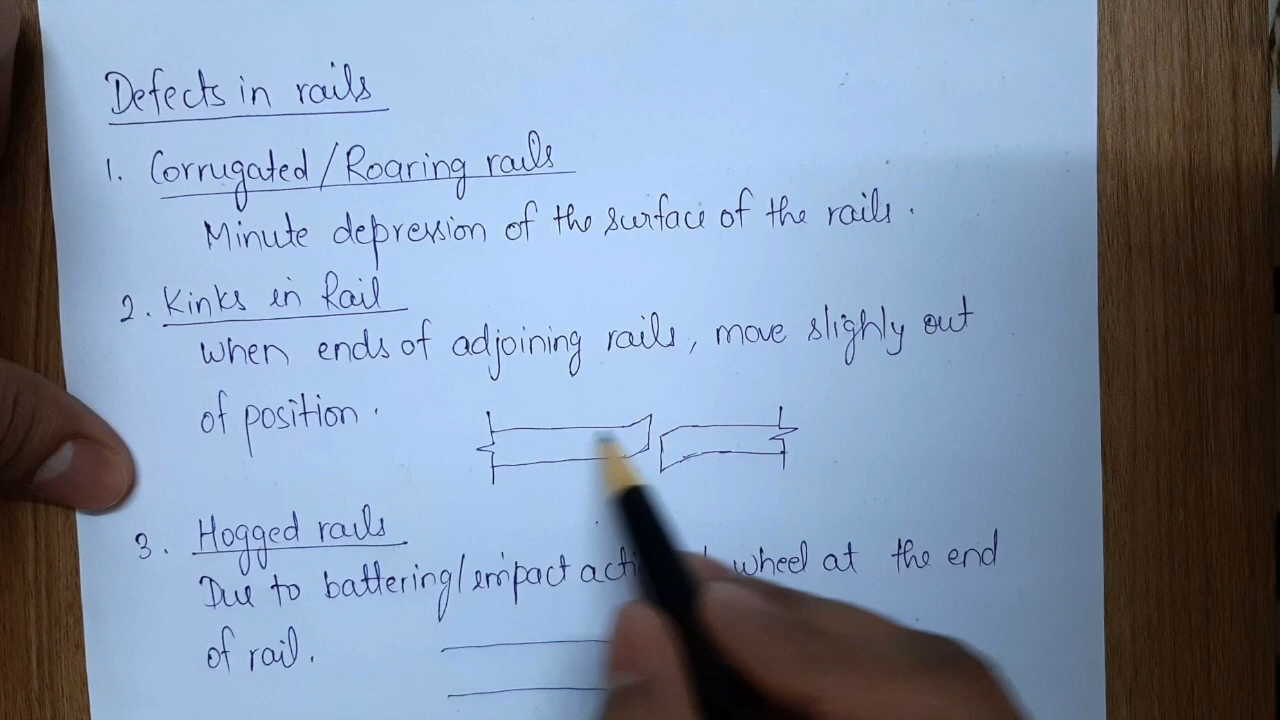 Defects in rails
1. Corrugated / Roaring rails
Minute depression of the surface of the rails.
2. Kinks in Rail
When ends of adjoining rails, move slighly out
of position.
3. Hogged rails
Due to battering/impact acti wheel at the end
of rail.